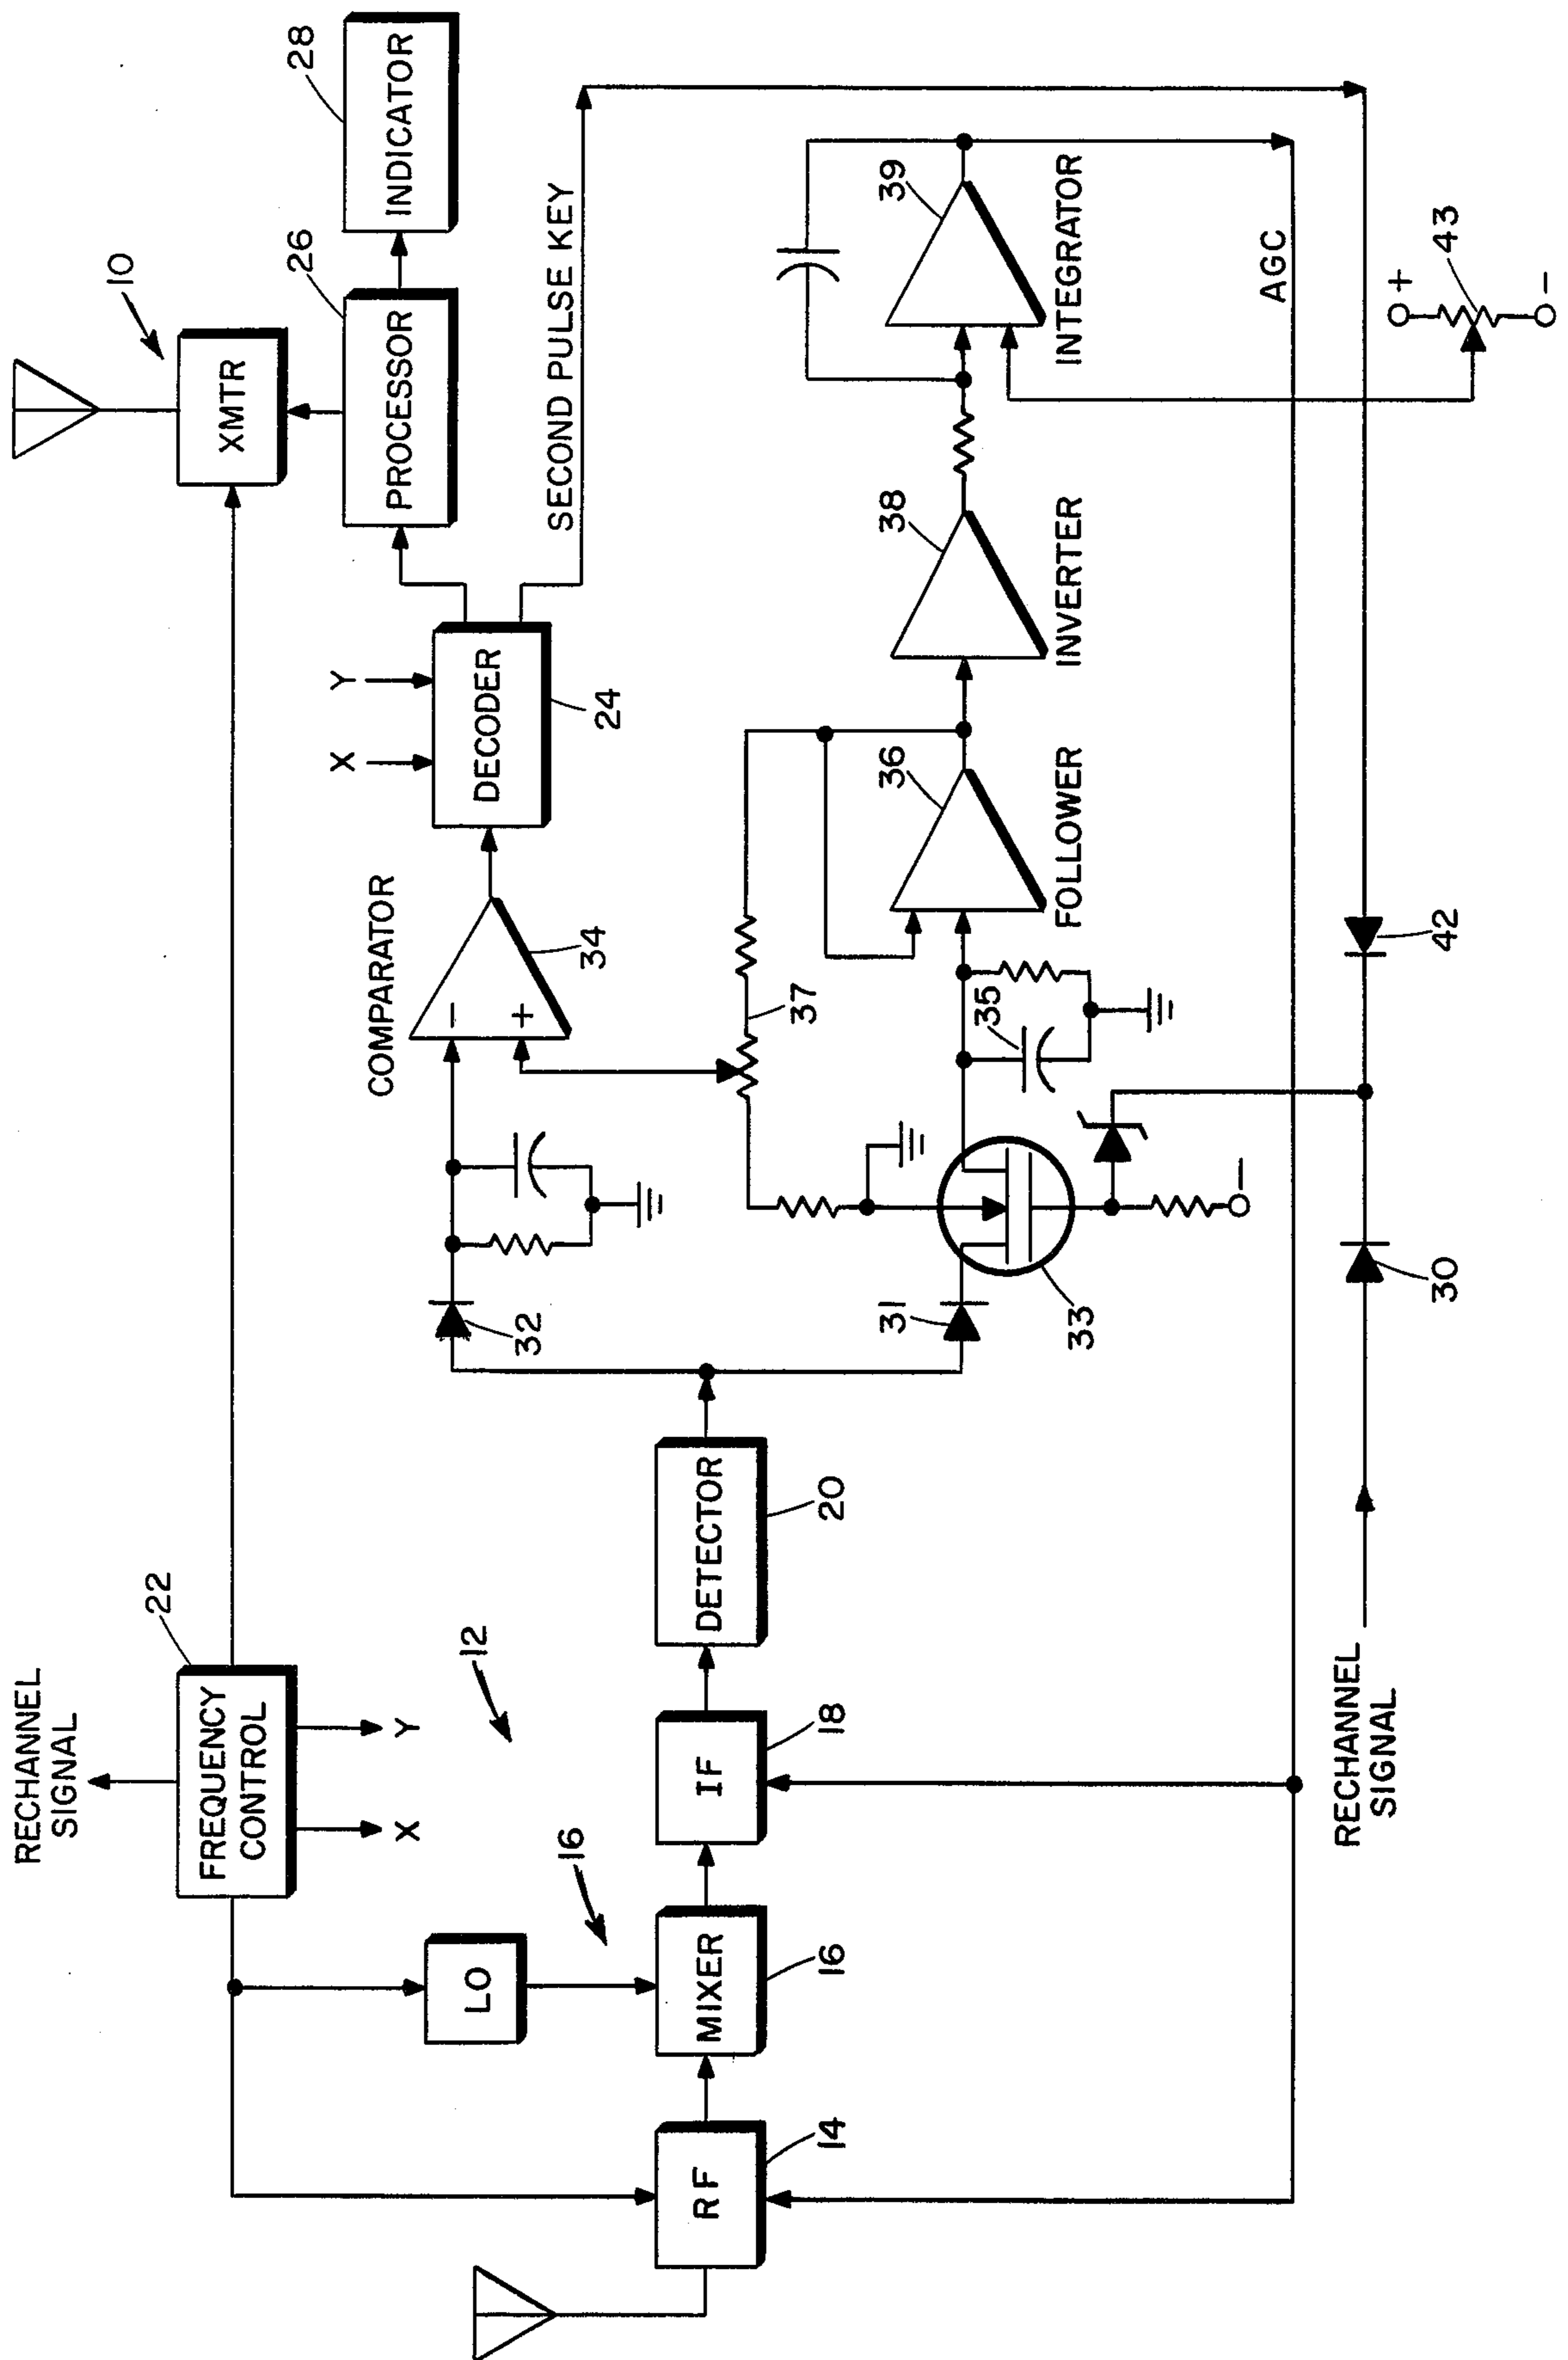 RECHANNEL
SIGNAL
22
FREQUENCY
CONTROL
X
Y
10
XMTR
26
PROCESSOR
28
INDICATOR
12
LO
16
X
Y
DECODER
24
SECOND PULSE KEY
COMPARATOR
-
+
34
32
RF
14
MIXER
16
IF
18
DETECTOR
20
37
31
33
35
36
FOLLOWER
38
INVERTER
39
INTEGRATOR
-
AGC
RECHANNEL
SIGNAL
30
42
+
43
-